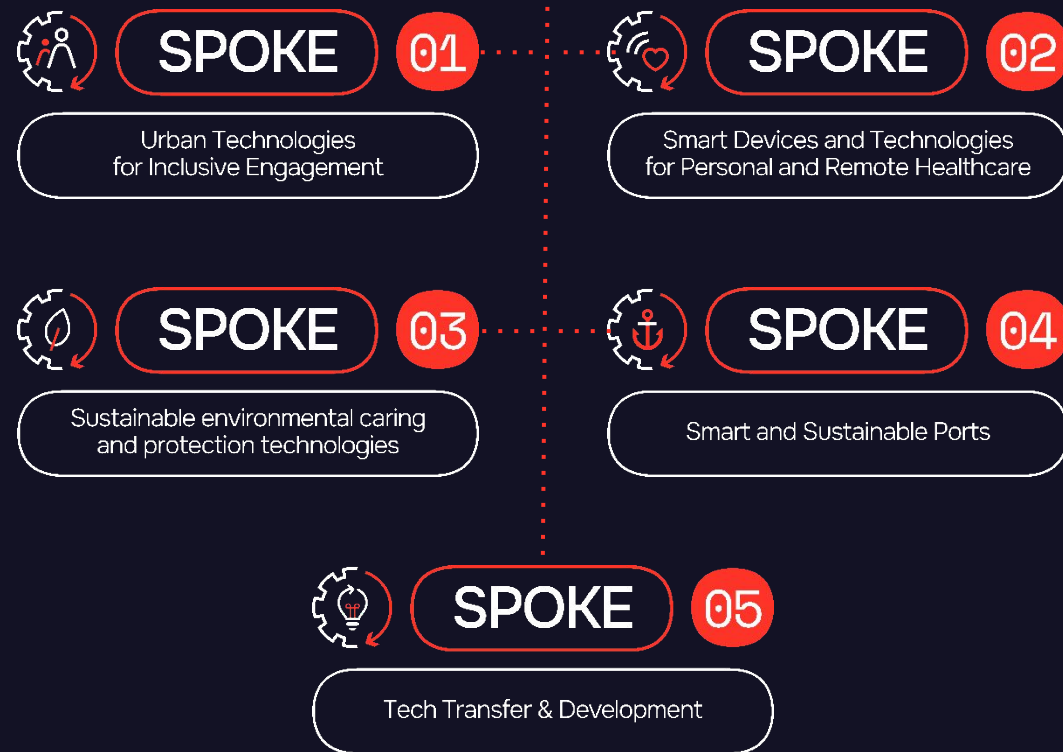 SPOKE 01
Urban Technologies
for Inclusive Engagement
SPOKE 02
Smart Devices and Technologies
for Personal and Remote Healthcare
SPOKE 03
Sustainable environmental caring
and protection technologies
SPOKE 04
Smart and Sustainable Ports
SPOKE 05
Tech Transfer & Development